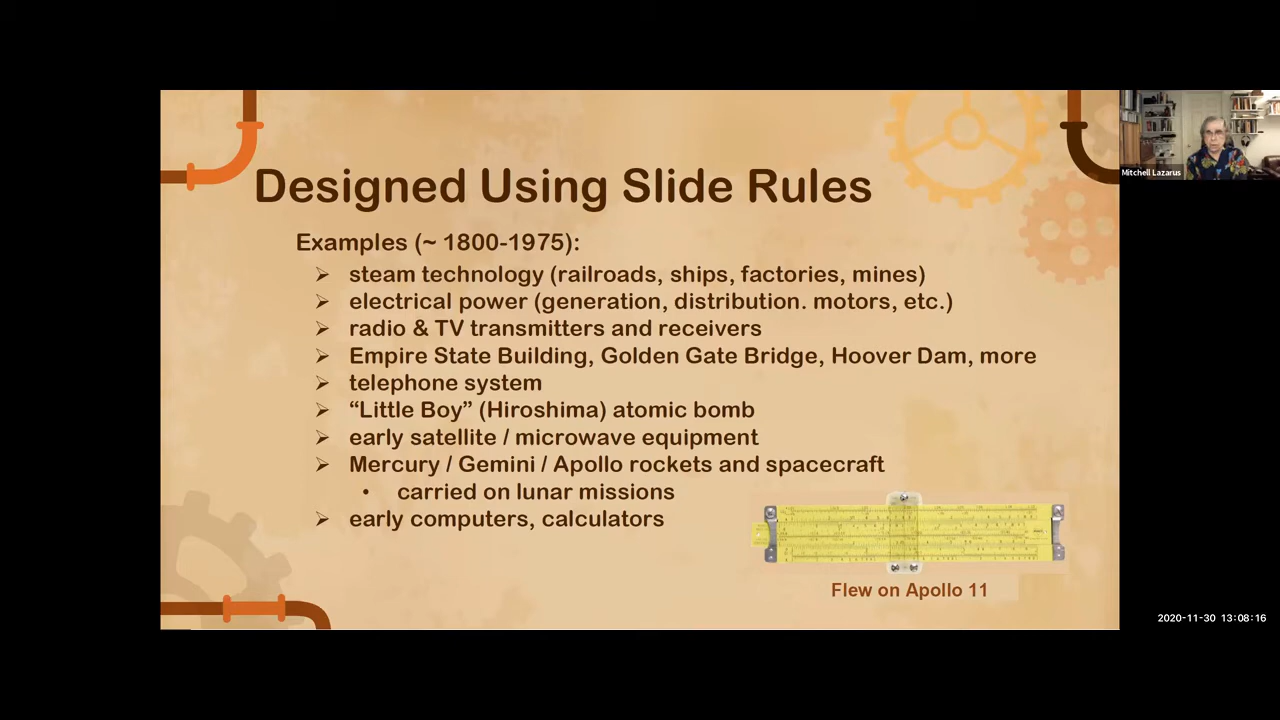 Designed Using Slide Rules
Examples (~ 1800-1975):
➢ steam technology (railroads, ships, factories, mines)
➢ electrical power (generation, distribution. motors, etc.)
➢ radio & TV transmitters and receivers
➢ Empire State Building, Golden Gate Bridge, Hoover Dam, more
➢ telephone system
➢ “Little Boy” (Hiroshima) atomic bomb
➢ early satellite / microwave equipment
➢ Mercury / Gemini / Apollo rockets and spacecraft
• carried on lunar missions
➢ early computers, calculators
Flew on Apollo 11
Mitchell Lazarus
2020-11-30 13:08:16